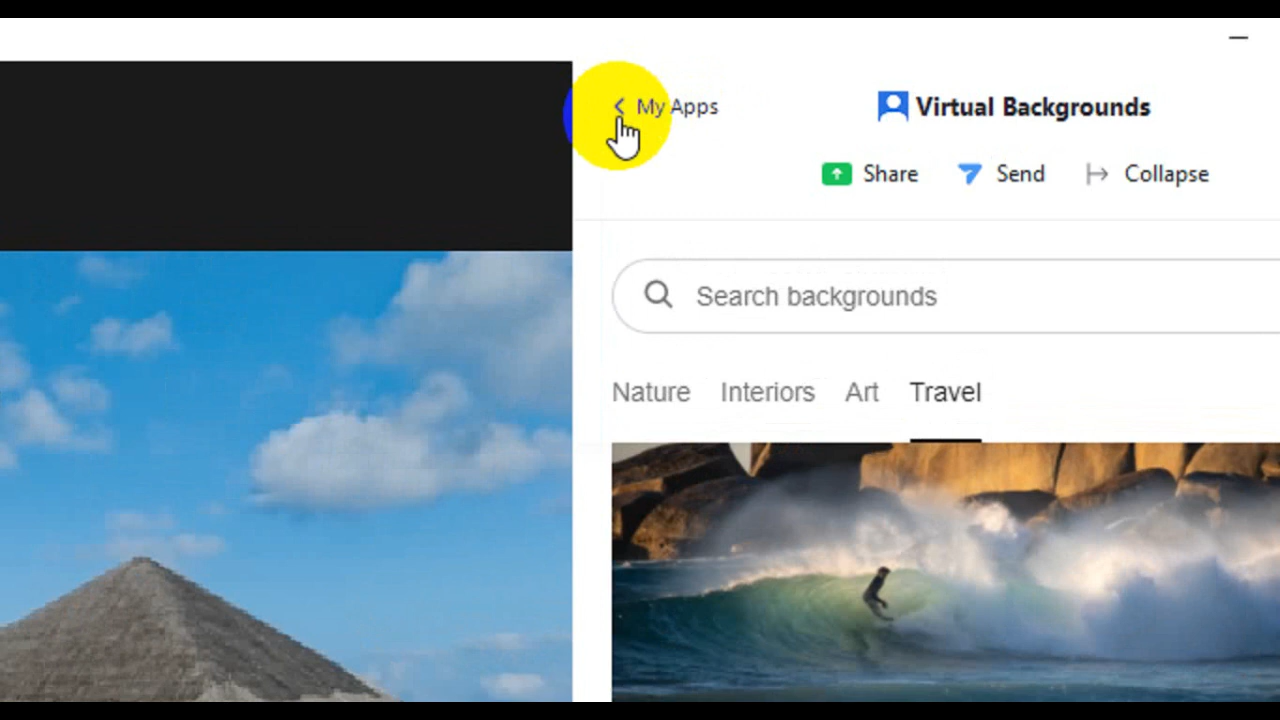 My Apps
Virtual Backgrounds
Share Send Collapse
Search backgrounds
Nature Interiors Art Travel